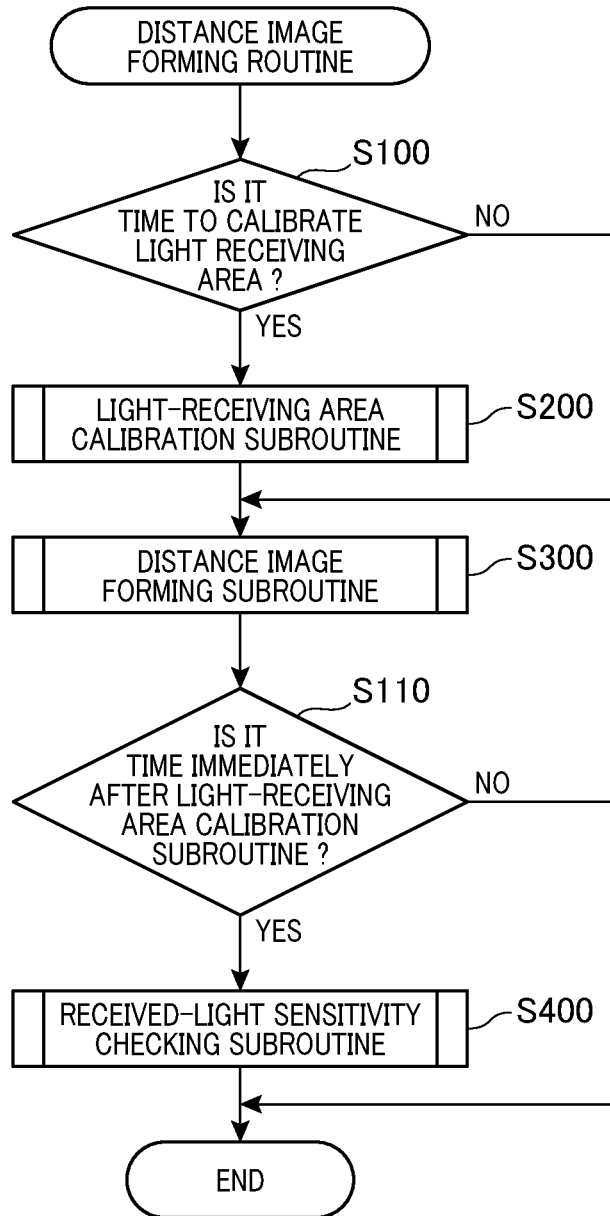 DISTANCE IMAGE
FORMING ROUTINE
S100
IS IT
TIME TO CALIBRATE
LIGHT RECEIVING
AREA ?
NO
YES
LIGHT-RECEIVING AREA
CALIBRATION SUBROUTINE
S200
DISTANCE IMAGE
FORMING SUBROUTINE
S300
S110
IS IT
TIME IMMEDIATELY
AFTER LIGHT-RECEIVING
AREA CALIBRATION
SUBROUTINE ?
NO
YES
RECEIVED-LIGHT SENSITIVITY
CHECKING SUBROUTINE
S400
END